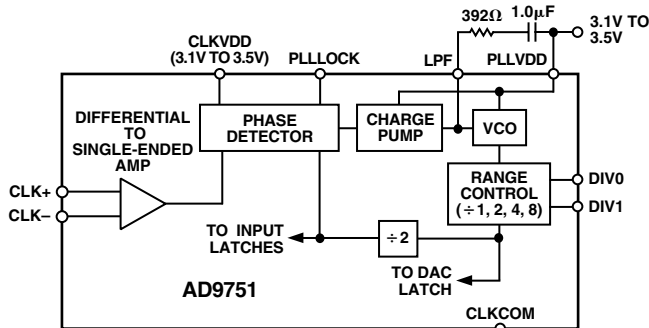 392Ω 1.0µF
3.1V TO
3.5V
CLKVDD
(3.1V TO 3.5V)
PLLLOCK
LPF
PLLVDD
DIFFERENTIAL
TO
SINGLE-ENDED
AMP
PHASE
DETECTOR
CHARGE
PUMP
VCO
CLK+
CLK–
RANGE
CONTROL
(÷1, 2, 4, 8)
DIV0
DIV1
TO INPUT
LATCHES
÷2
TO DAC
LATCH
AD9751
CLKCOM